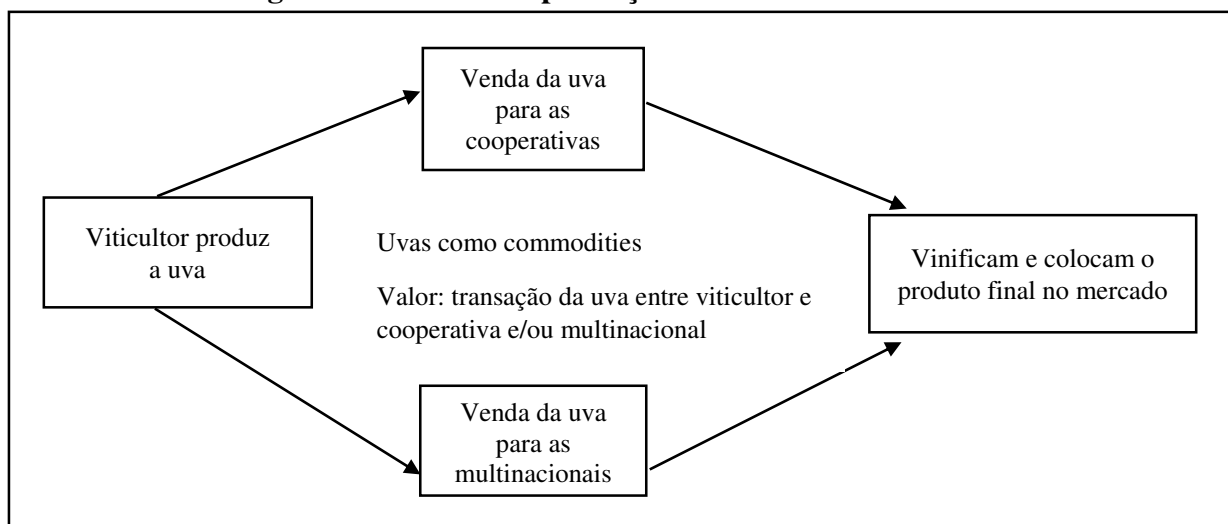 Venda da uva
para as
cooperativas
Viticultor produz
a uva
Uvas como commodities
Valor: transação da uva entre viticultor e
cooperativa e/ou multinacional
Vinificam e colocam o
produto final no mercado
Venda da uva
para as
multinacionais